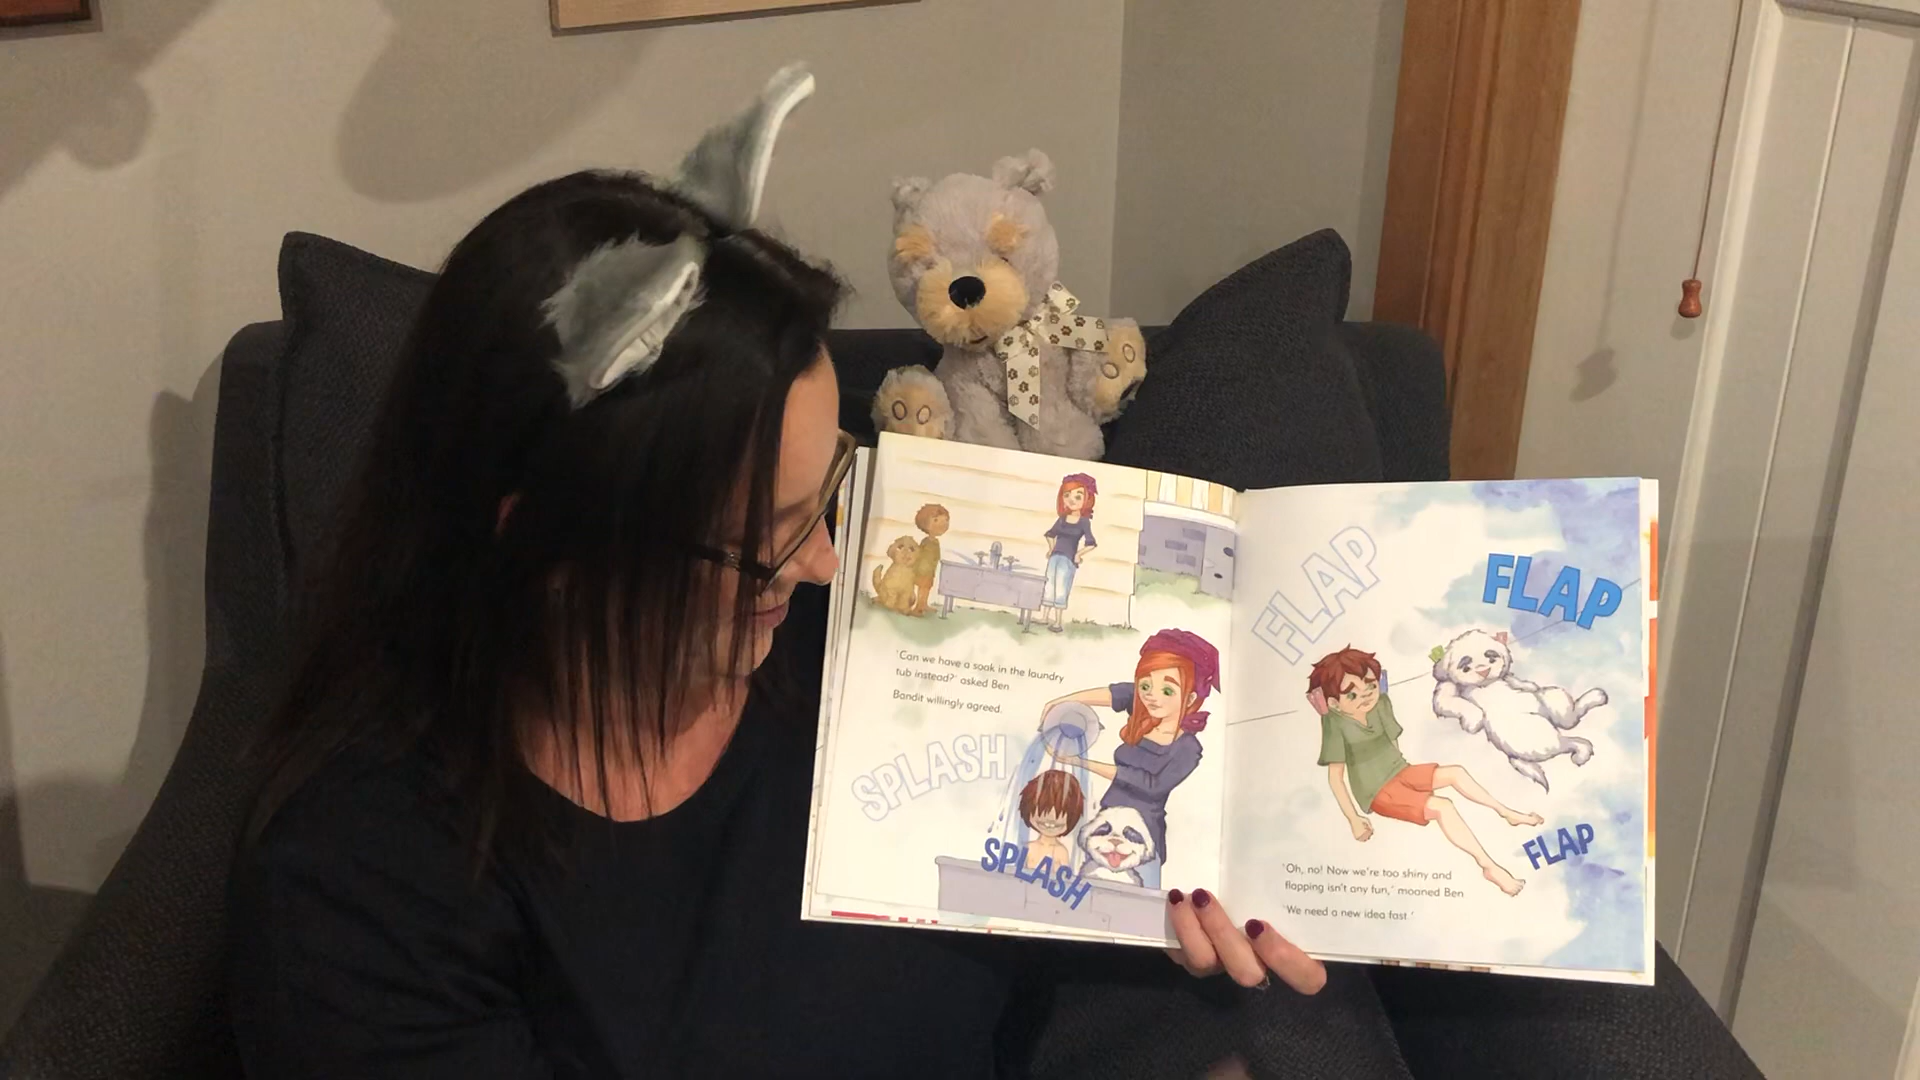 'Can we have a soak in the laundry
tub instead?' asked Ben.
Bandit willingly agreed.
SPLASH
SPLASH
FLAP
FLAP
FLAP
'Oh, no! Now we're too shiny and
flapping isn't any fun,' moaned Ben.
'We need a new idea fast.'